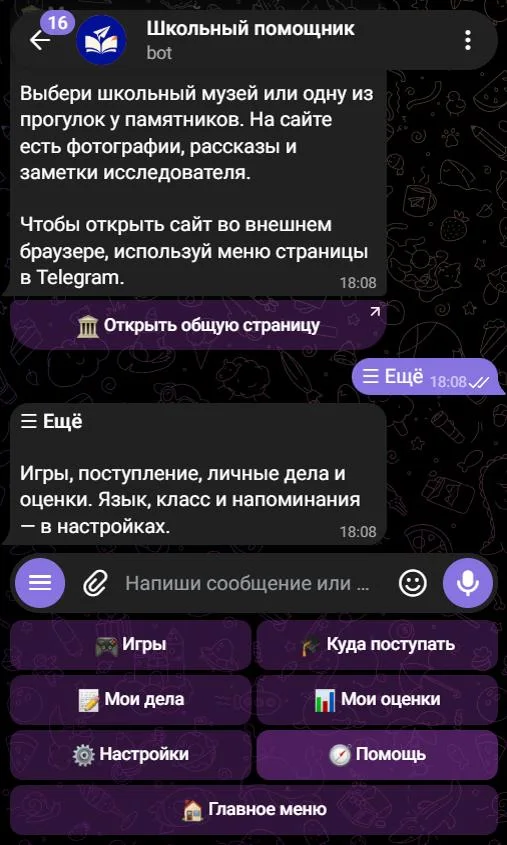 16
Школьный помощник
bot
Выбери школьный музей или одну из
прогулок у памятников. На сайте
есть фотографии, рассказы и
заметки исследователя.
Чтобы открыть сайт во внешнем
браузере, используй меню страницы
в Telegram.
18:08
🏛 Открыть общую страницу
☰ Ещё 18:08
☰ Ещё
Игры, поступление, личные дела и
оценки. Язык, класс и напоминания
— в настройках.
18:08
Напиши сообщение или ...
🎮 Игры
🎓 Куда поступать
📝 Мои дела
📊 Мои оценки
⚙️ Настройки
🧭 Помощь
🏠 Главное меню